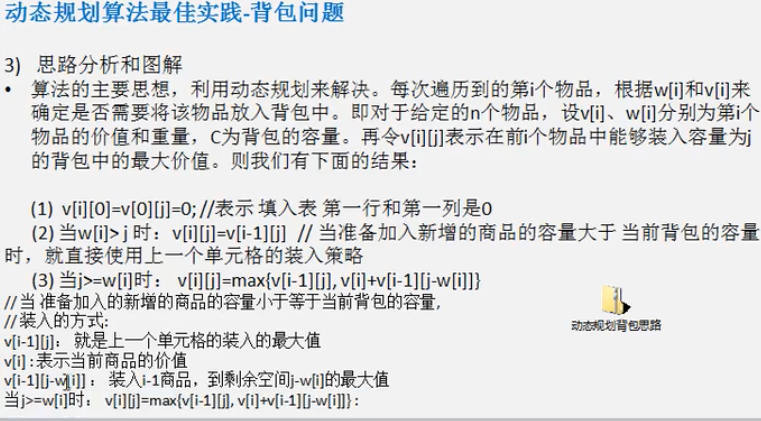 动态规划算法最佳实践-背包问题
3) 思路分析和图解
• 算法的主要思想，利用动态规划来解决。每次遍历到的第i个物品，根据w[i]和v[i]来
确定是否需要将该物品放入背包中。即对于给定的n个物品，设v[i]、w[i]分别为第i个
物品的价值和重量，C为背包的容量。再令v[i][j]表示在前i个物品中能够装入容量为j
的背包中的最大价值。则我们有下面的结果：
(1) v[i][0]=v[0][j]=0; //表示 填入表 第一行和第一列是0
(2) 当w[i]> j 时：v[i][j]=v[i-1][j] // 当准备加入新增的商品的容量大于 当前背包的容量
时，就直接使用上一个单元格的装入策略
(3) 当j>=w[i]时： v[i][j]=max{v[i-1][j], v[i]+v[i-1][j-w[i]]}
// 当 准备加入的新增的商品的容量小于等于当前背包的容量,
// 装入的方式:
v[i-1][j]： 就是上一个单元格的装入的最大值
v[i] : 表示当前商品的价值
v[i-1][j-w[i]] ： 装入i-1商品，到剩余空间j-w[i]的最大值
当j>=w[i]时： v[i][j]=max{v[i-1][j], v[i]+v[i-1][j-w[i]]} :
动态规划背包思路